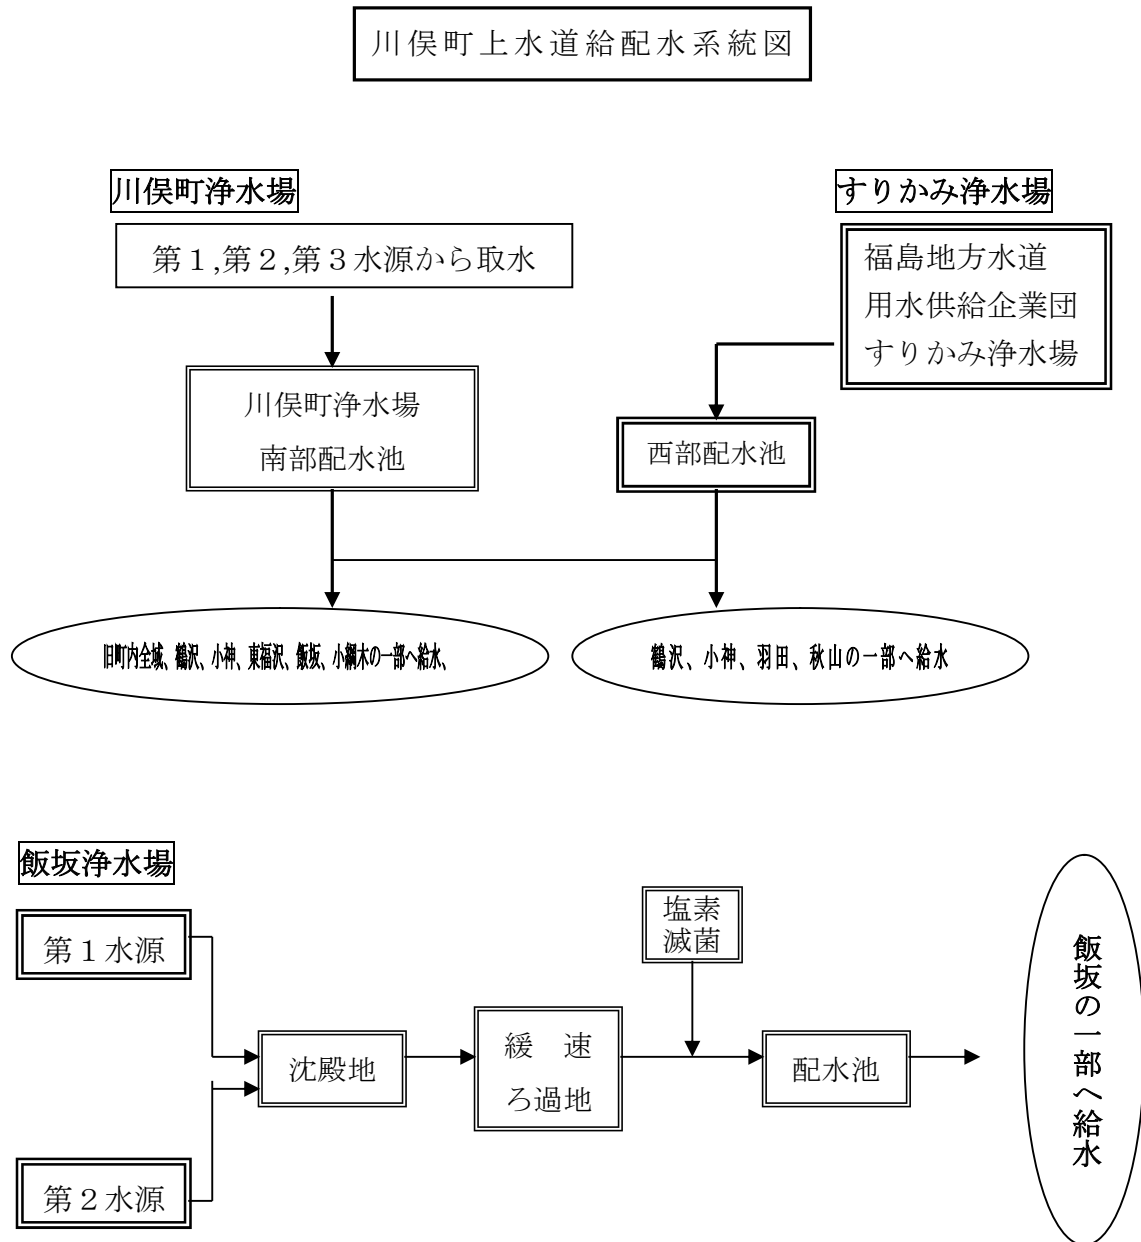 川俣町上水道給配水系統図
川俣町浄水場
第１,第２,第３水源から取水
川俣町浄水場
南部配水池
すりかみ浄水場
福島地方水道
用水供給企業団
すりかみ浄水場
西部配水池
旧町内全域、鶴沢、小神、東福沢、飯坂、小綱木の一部へ給水、
鶴沢、小神、羽田、秋山の一部へ給水
飯坂浄水場
第１水源
第２水源
沈殿地
緩　速
ろ過地
塩素
滅菌
配水池
飯坂の一部へ給水